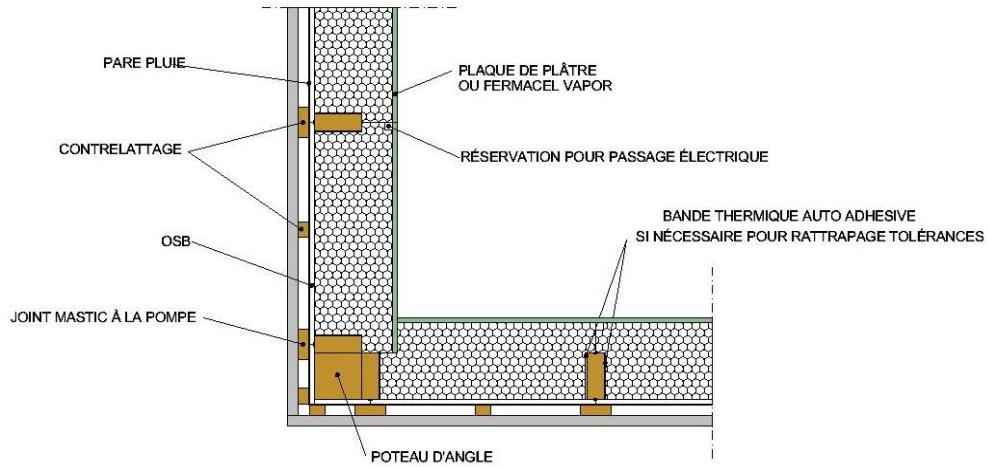 PARE PLUIE
PLAQUE DE PLÂTRE
OU FERMACEL VAPOR
CONTRELATTAGE
RÉSERVATION POUR PASSAGE ÉLECTRIQUE
BANDE THERMIQUE AUTO ADHESIVE
SI NÉCESSAIRE POUR RATTRAPAGE TOLÉRANCES
OSB
JOINT MASTIC À LA POMPE
POTEAU D'ANGLE